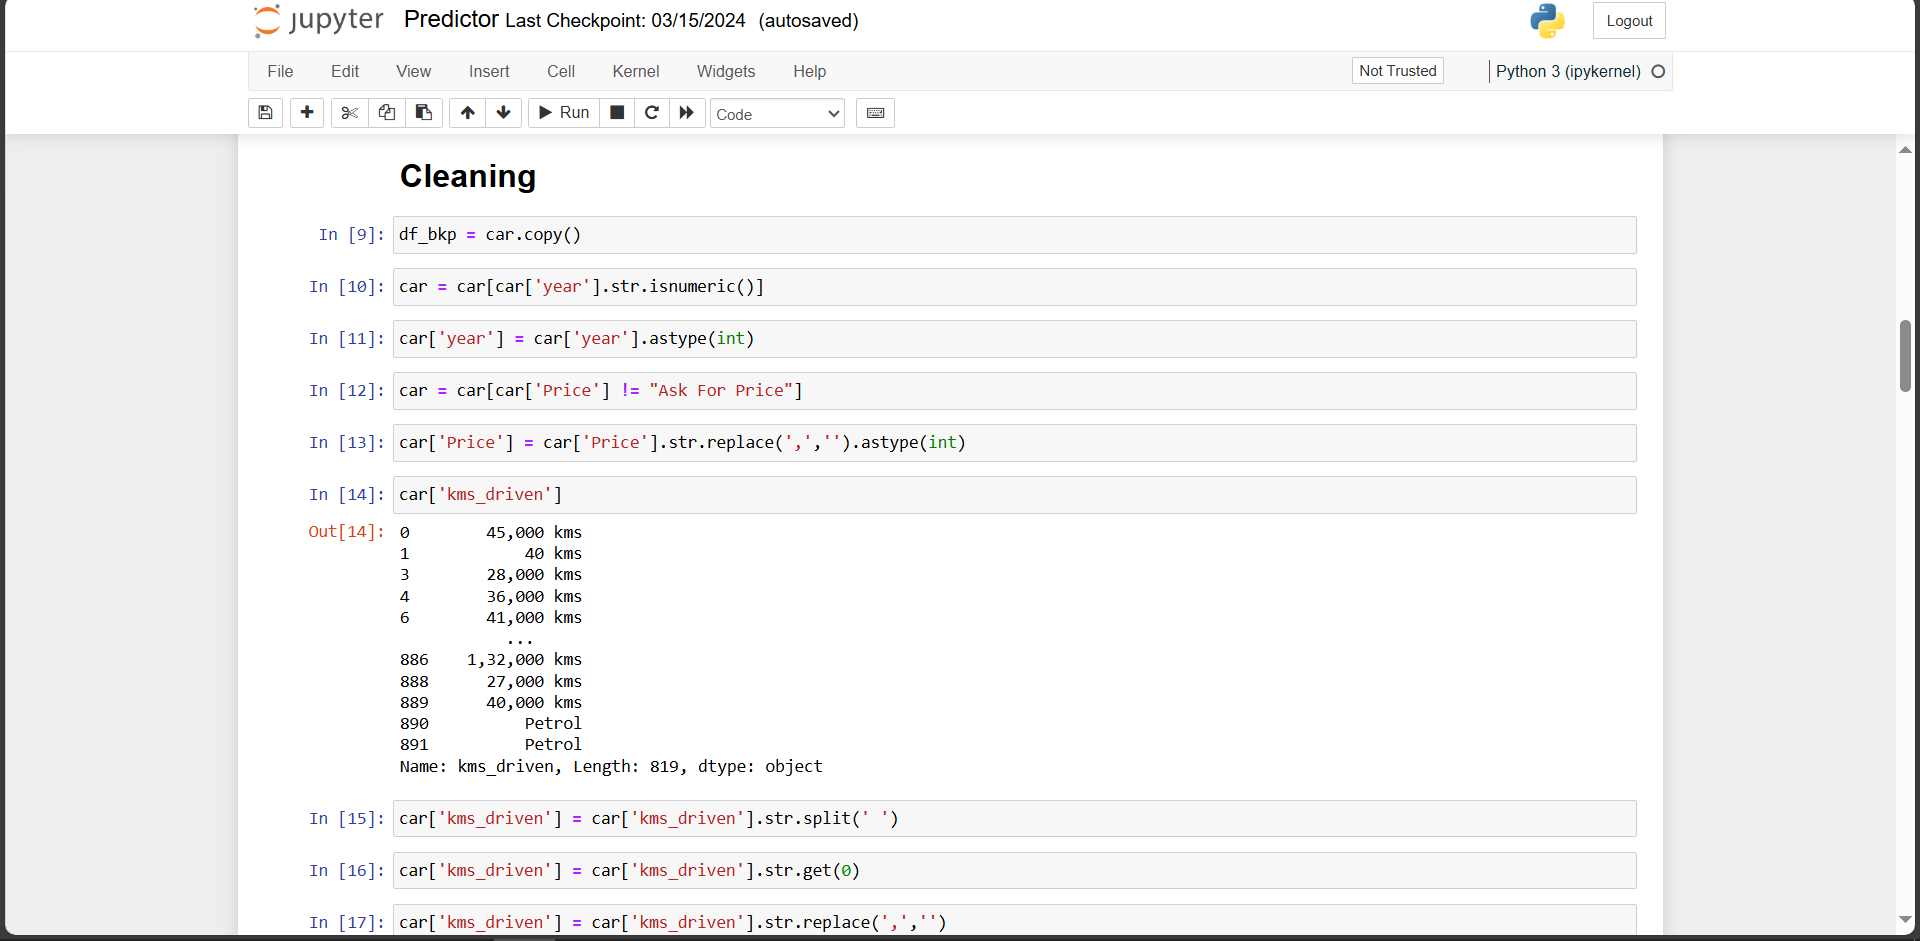 jupyter Predictor Last Checkpoint: 03/15/2024 (autosaved) Logout
File Edit View Insert Cell Kernel Widgets Help Not Trusted Python 3 (ipykernel)
Run Code
Cleaning
In [9]: df_bkp = car.copy()
In [10]: car = car[car['year'].str.isnumeric()]
In [11]: car['year'] = car['year'].astype(int)
In [12]: car = car[car['Price'] != "Ask For Price"]
In [13]: car['Price'] = car['Price'].str.replace(',','').astype(int)
In [14]: car['kms_driven']
Out[14]: 0 45,000 kms
1 40 kms
3 28,000 kms
4 36,000 kms
6 41,000 kms
...
886 1,32,000 kms
888 27,000 kms
889 40,000 kms
890 Petrol
891 Petrol
Name: kms_driven, Length: 819, dtype: object
In [15]: car['kms_driven'] = car['kms_driven'].str.split(' ')
In [16]: car['kms_driven'] = car['kms_driven'].str.get(0)
In [17]: car['kms_driven'] = car['kms_driven'].str.replace(',','')